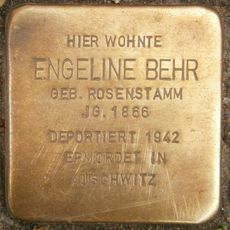 HIER WOHNTE
ENGELINE BEHR
GEB. ROSENSTAMM
JG. 1866
DEPORTIERT 1942
ERMORDET IN
AUSCHWITZ